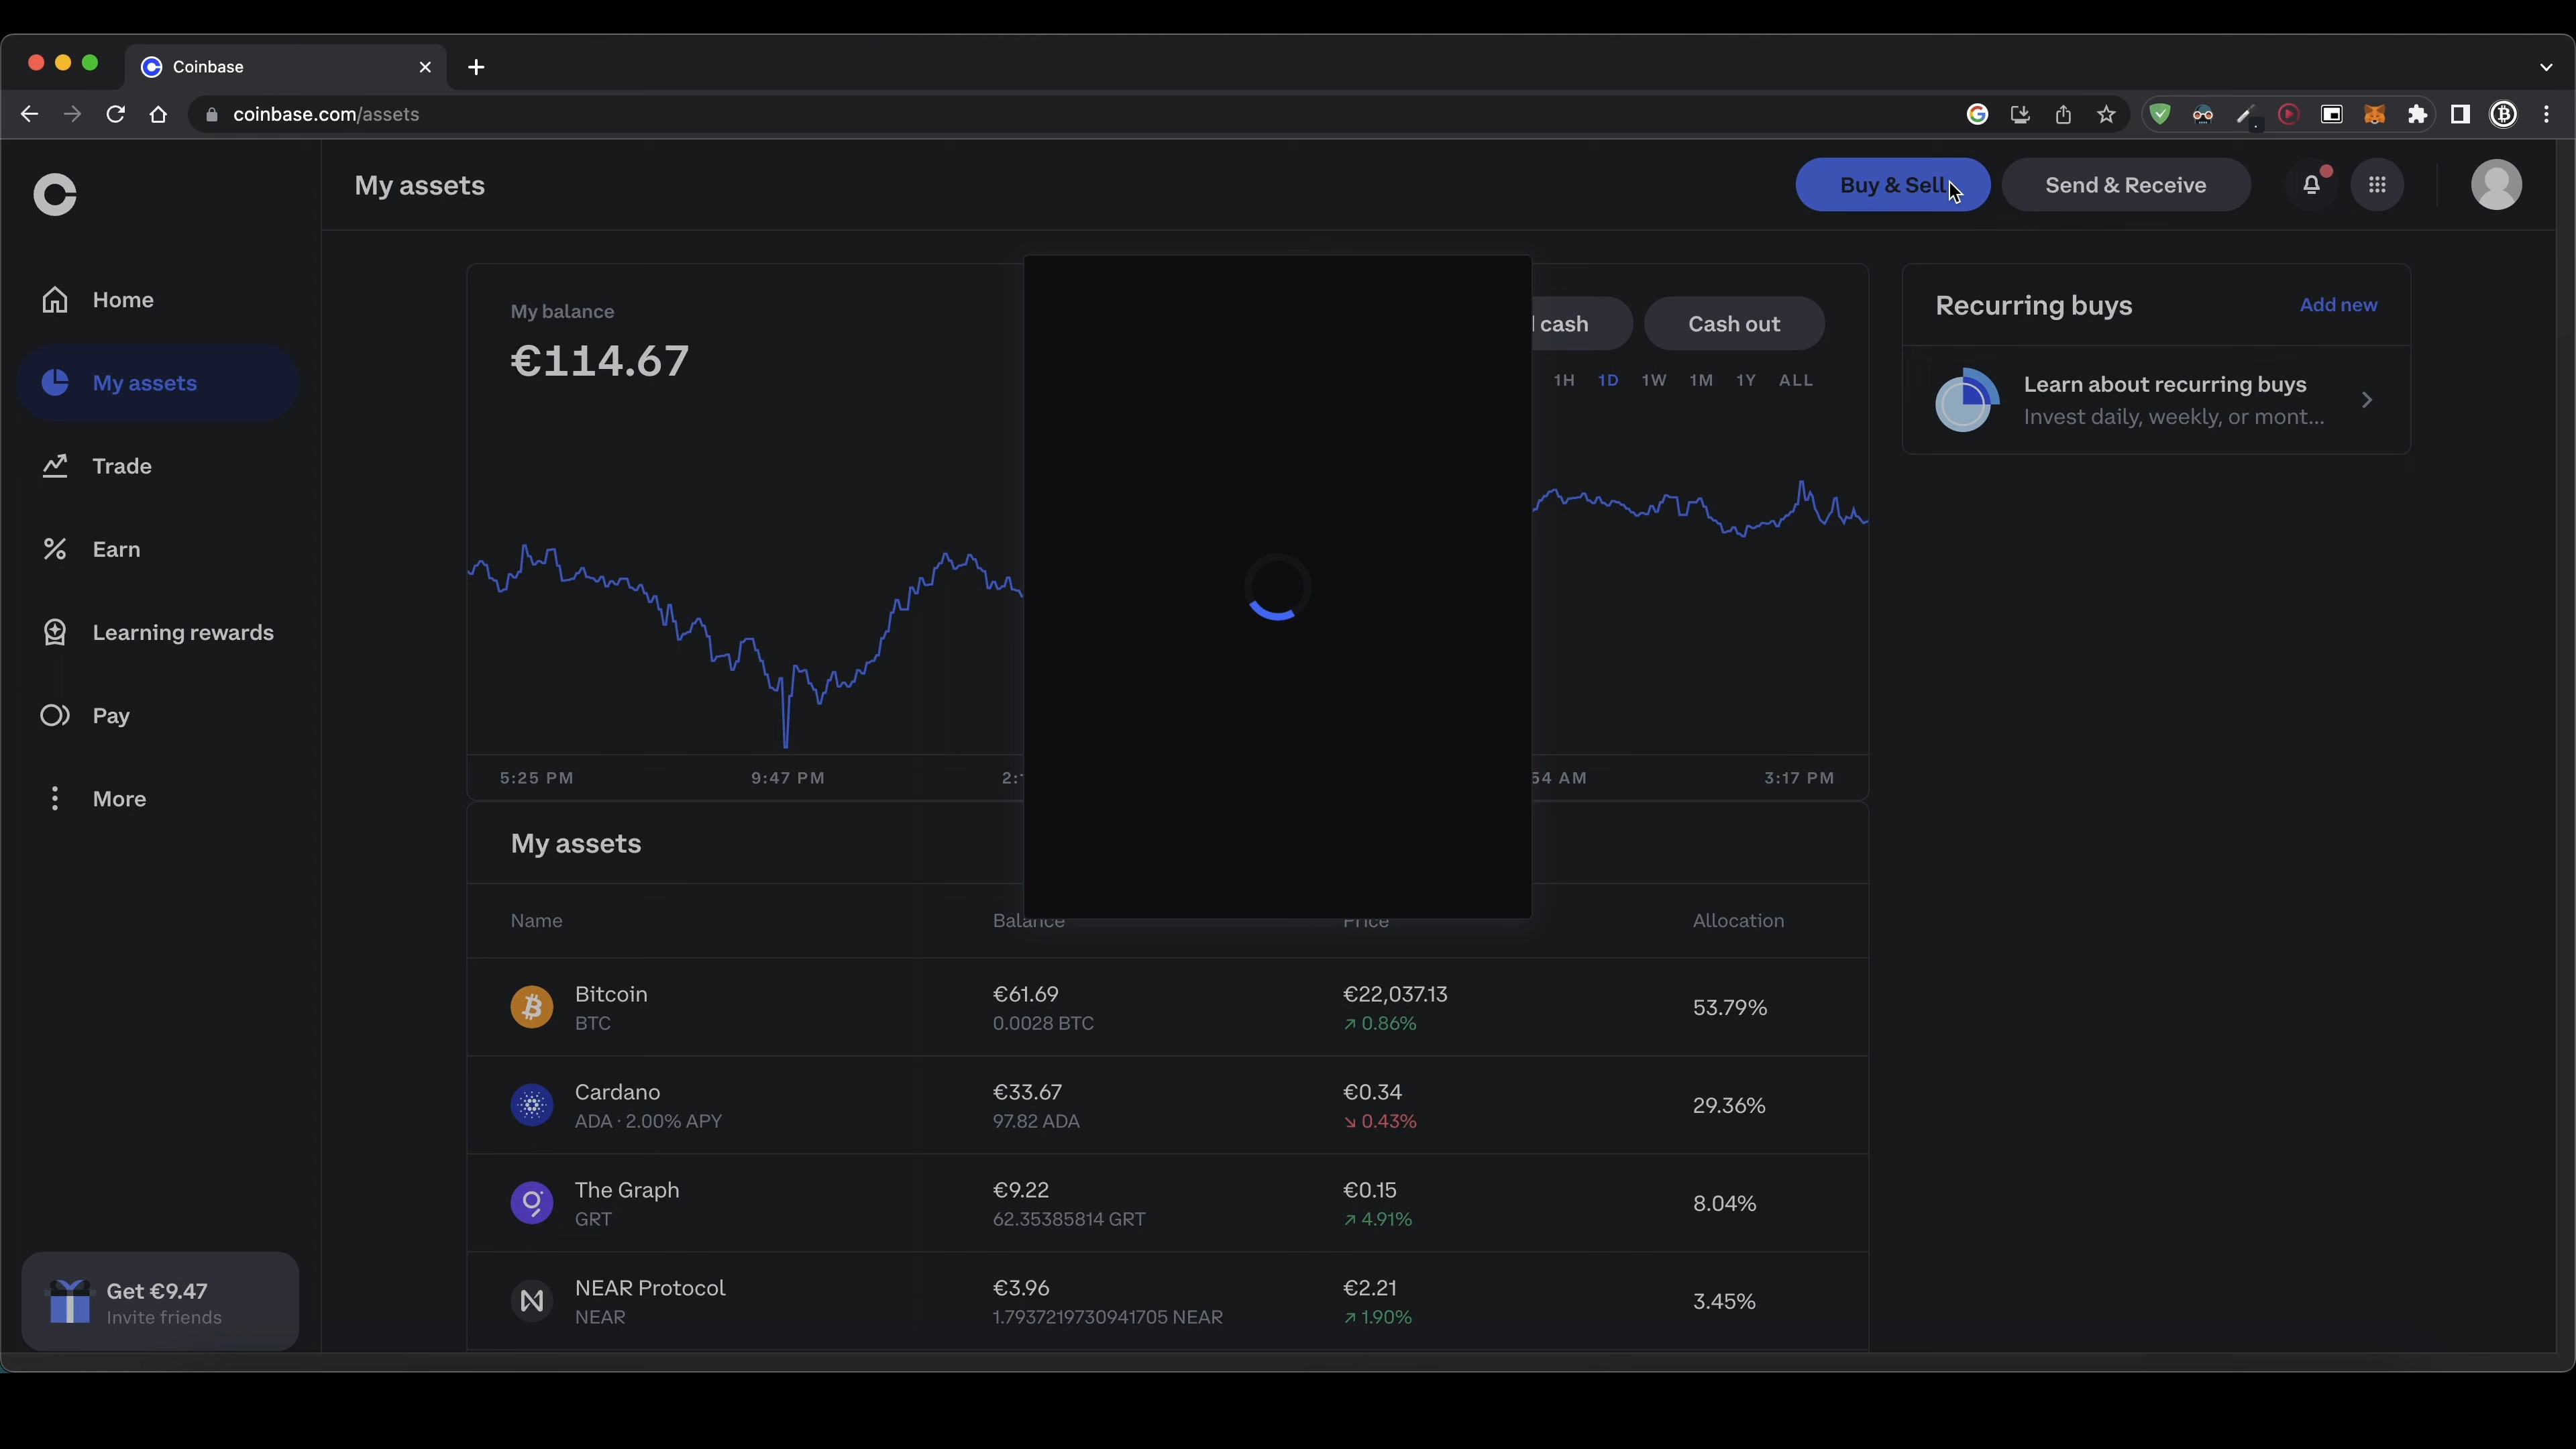 Coinbase
coinbase.com/assets
My assets
Buy & Sell
Send & Receive
Home
My assets
Trade
Earn
Learning rewards
Pay
More
Get €9.47
Invite friends
My balance
€114.67
cash
Cash out
1H 1D 1W 1M 1Y ALL
5:25 PM 9:47 PM 54 AM 3:17 PM
Recurring buys
Add new
Learn about recurring buys
Invest daily, weekly, or mont...
My assets
Name Balance Price Allocation
Bitcoin €61.69 €22,037.13 53.79%
BTC 0.0028 BTC ↗ 0.86%
Cardano €33.67 €0.34 29.36%
ADA · 2.00% APY 97.82 ADA ↘ 0.43%
The Graph €9.22 €0.15 8.04%
GRT 62.35385814 GRT ↗ 4.91%
NEAR Protocol €3.96 €2.21 3.45%
NEAR 1.7937219730941705 NEAR ↗ 1.90%